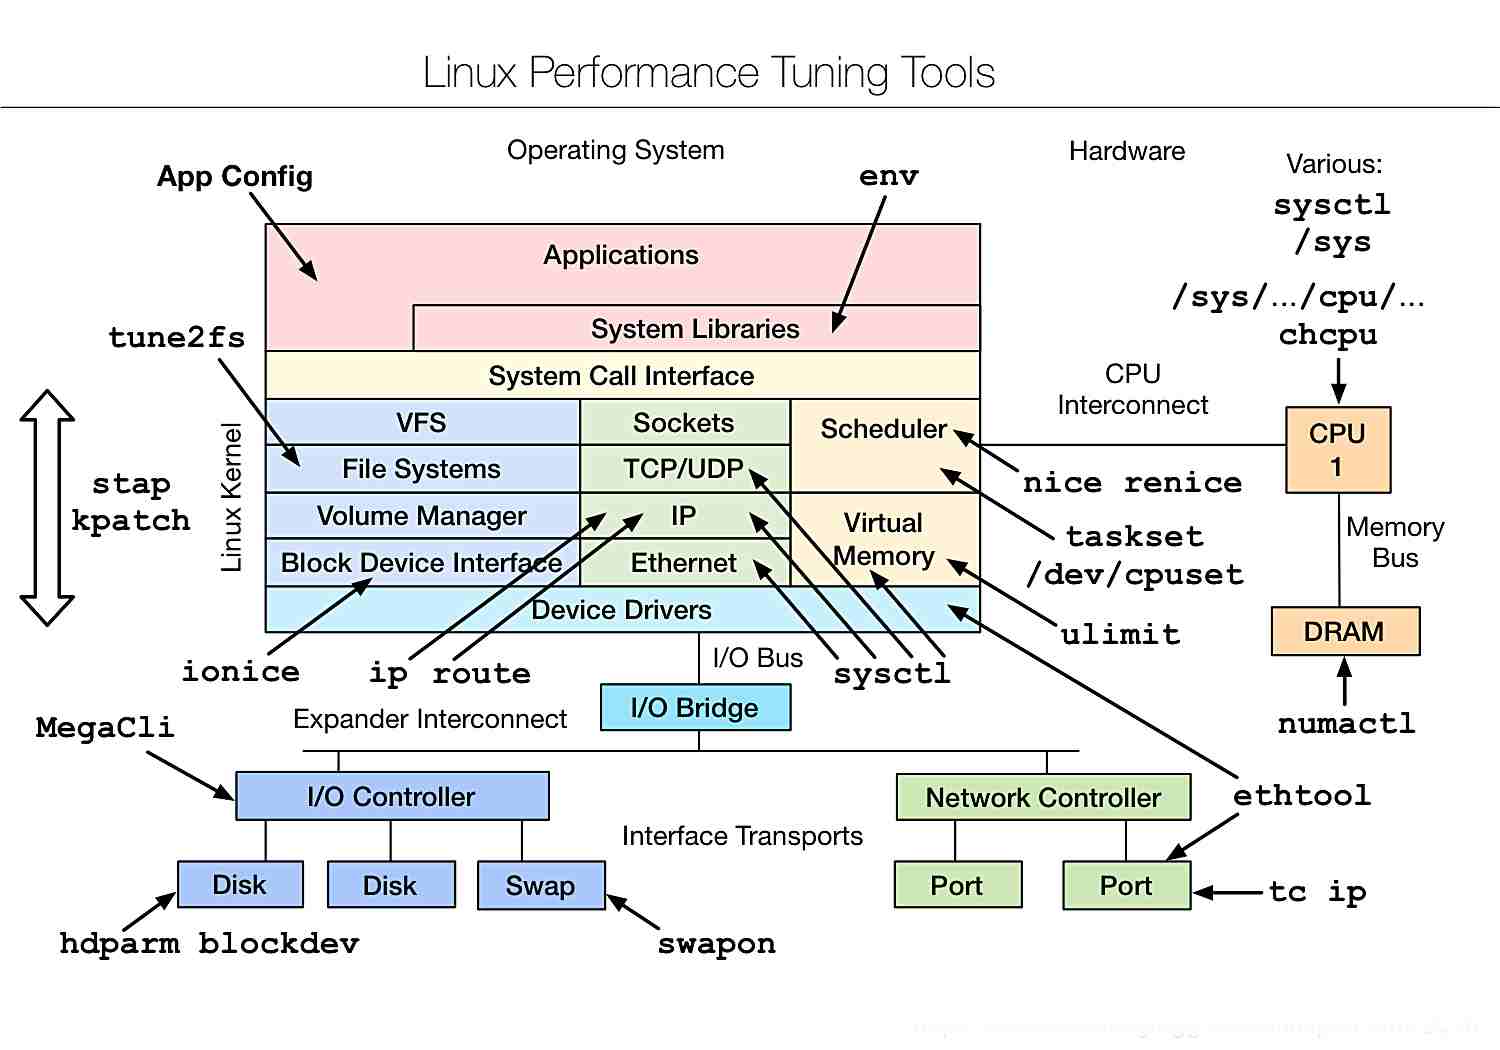 Linux Performance Tuning Tools
Operating System
Hardware
Various:
sysctl
/sys
/sys/.../cpu/...
chcpu
App Config
env
Applications
System Libraries
tune2fs
System Call Interface
CPU
Interconnect
VFS
Sockets
Scheduler
CPU
1
File Systems
TCP/UDP
nice renice
Linux Kernel
stap
kpatch
Volume Manager
IP
Virtual
Memory
Memory
Bus
taskset
/dev/cpuset
Block Device Interface
Ethernet
Device Drivers
ulimit
DRAM
ionice
ip route
I/O Bus
sysctl
numactl
MegaCli
Expander Interconnect
I/O Bridge
I/O Controller
Network Controller
ethtool
Interface Transports
Disk
Disk
Swap
Port
Port
tc ip
hdparm blockdev
swapon